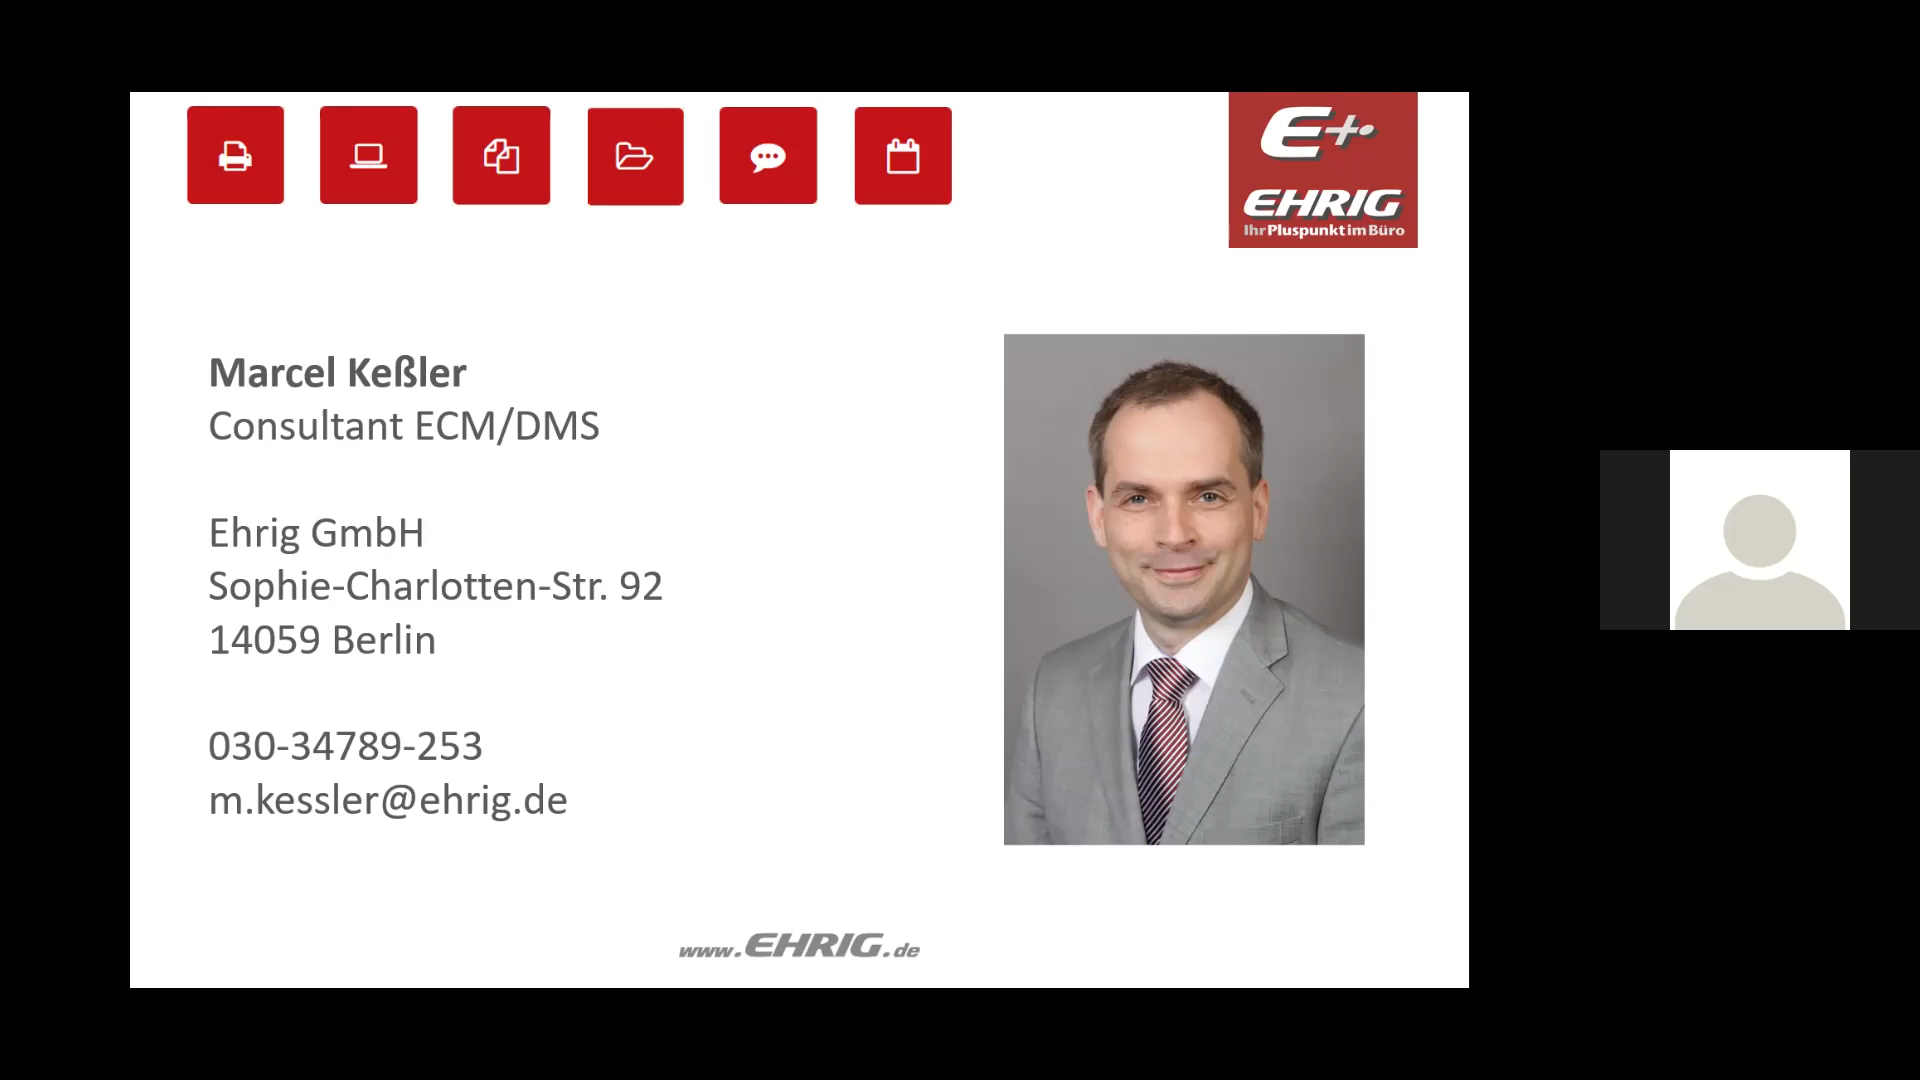 E+
EHRIG
Ihr Pluspunkt im Büro
Marcel Keßler
Consultant ECM/DMS
Ehrig GmbH
Sophie-Charlotten-Str. 92
14059 Berlin
030-34789-253
m.kessler@ehrig.de
www.EHRIG.de